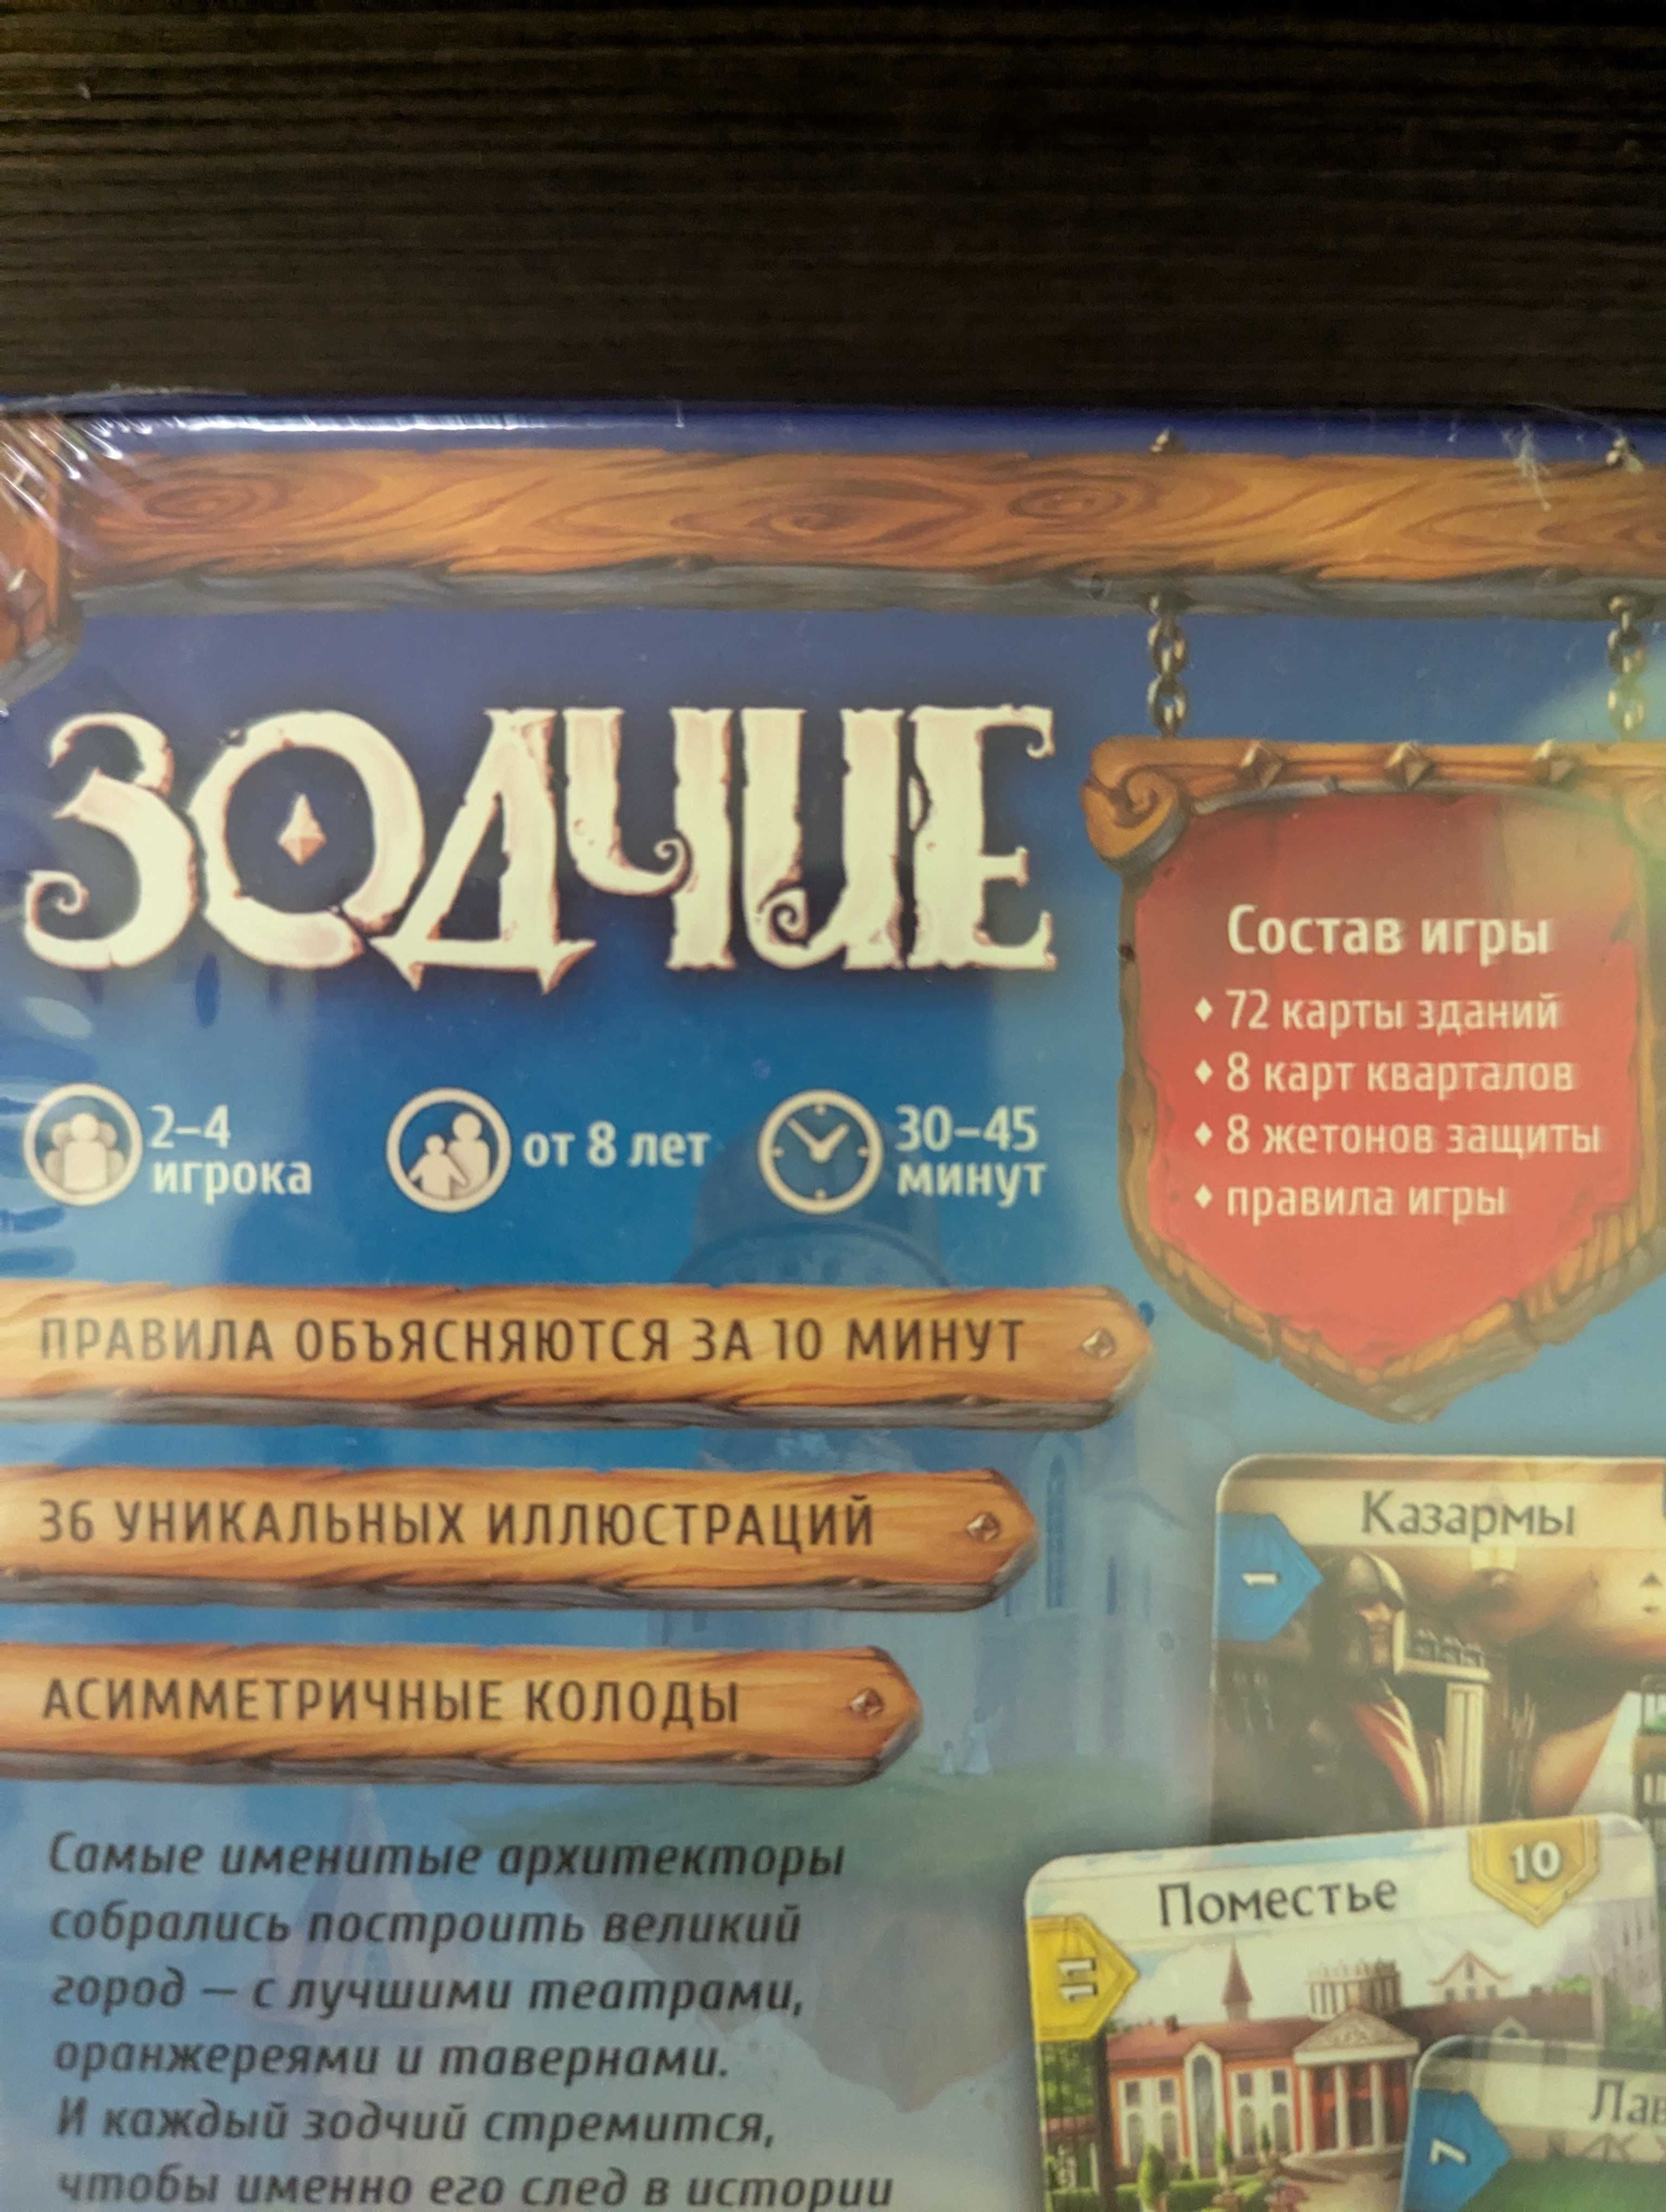 ЗОДЧИЕ
2–4
игрока
от 8 лет
30–45
минут
Состав игры
♦ 72 карты зданий
♦ 8 карт кварталов
♦ 8 жетонов защиты
♦ правила игры
ПРАВИЛА ОБЪЯСНЯЮТСЯ ЗА 10 МИНУТ
36 УНИКАЛЬНЫХ ИЛЛЮСТРАЦИЙ
АСИММЕТРИЧНЫЕ КОЛОДЫ
Самые именитые архитекторы
собрались построить великий
город — с лучшими театрами,
оранжереями и тавернами.
И каждый зодчий стремится,
чтобы именно его след в истории
Казармы
1
Поместье
10
11
7